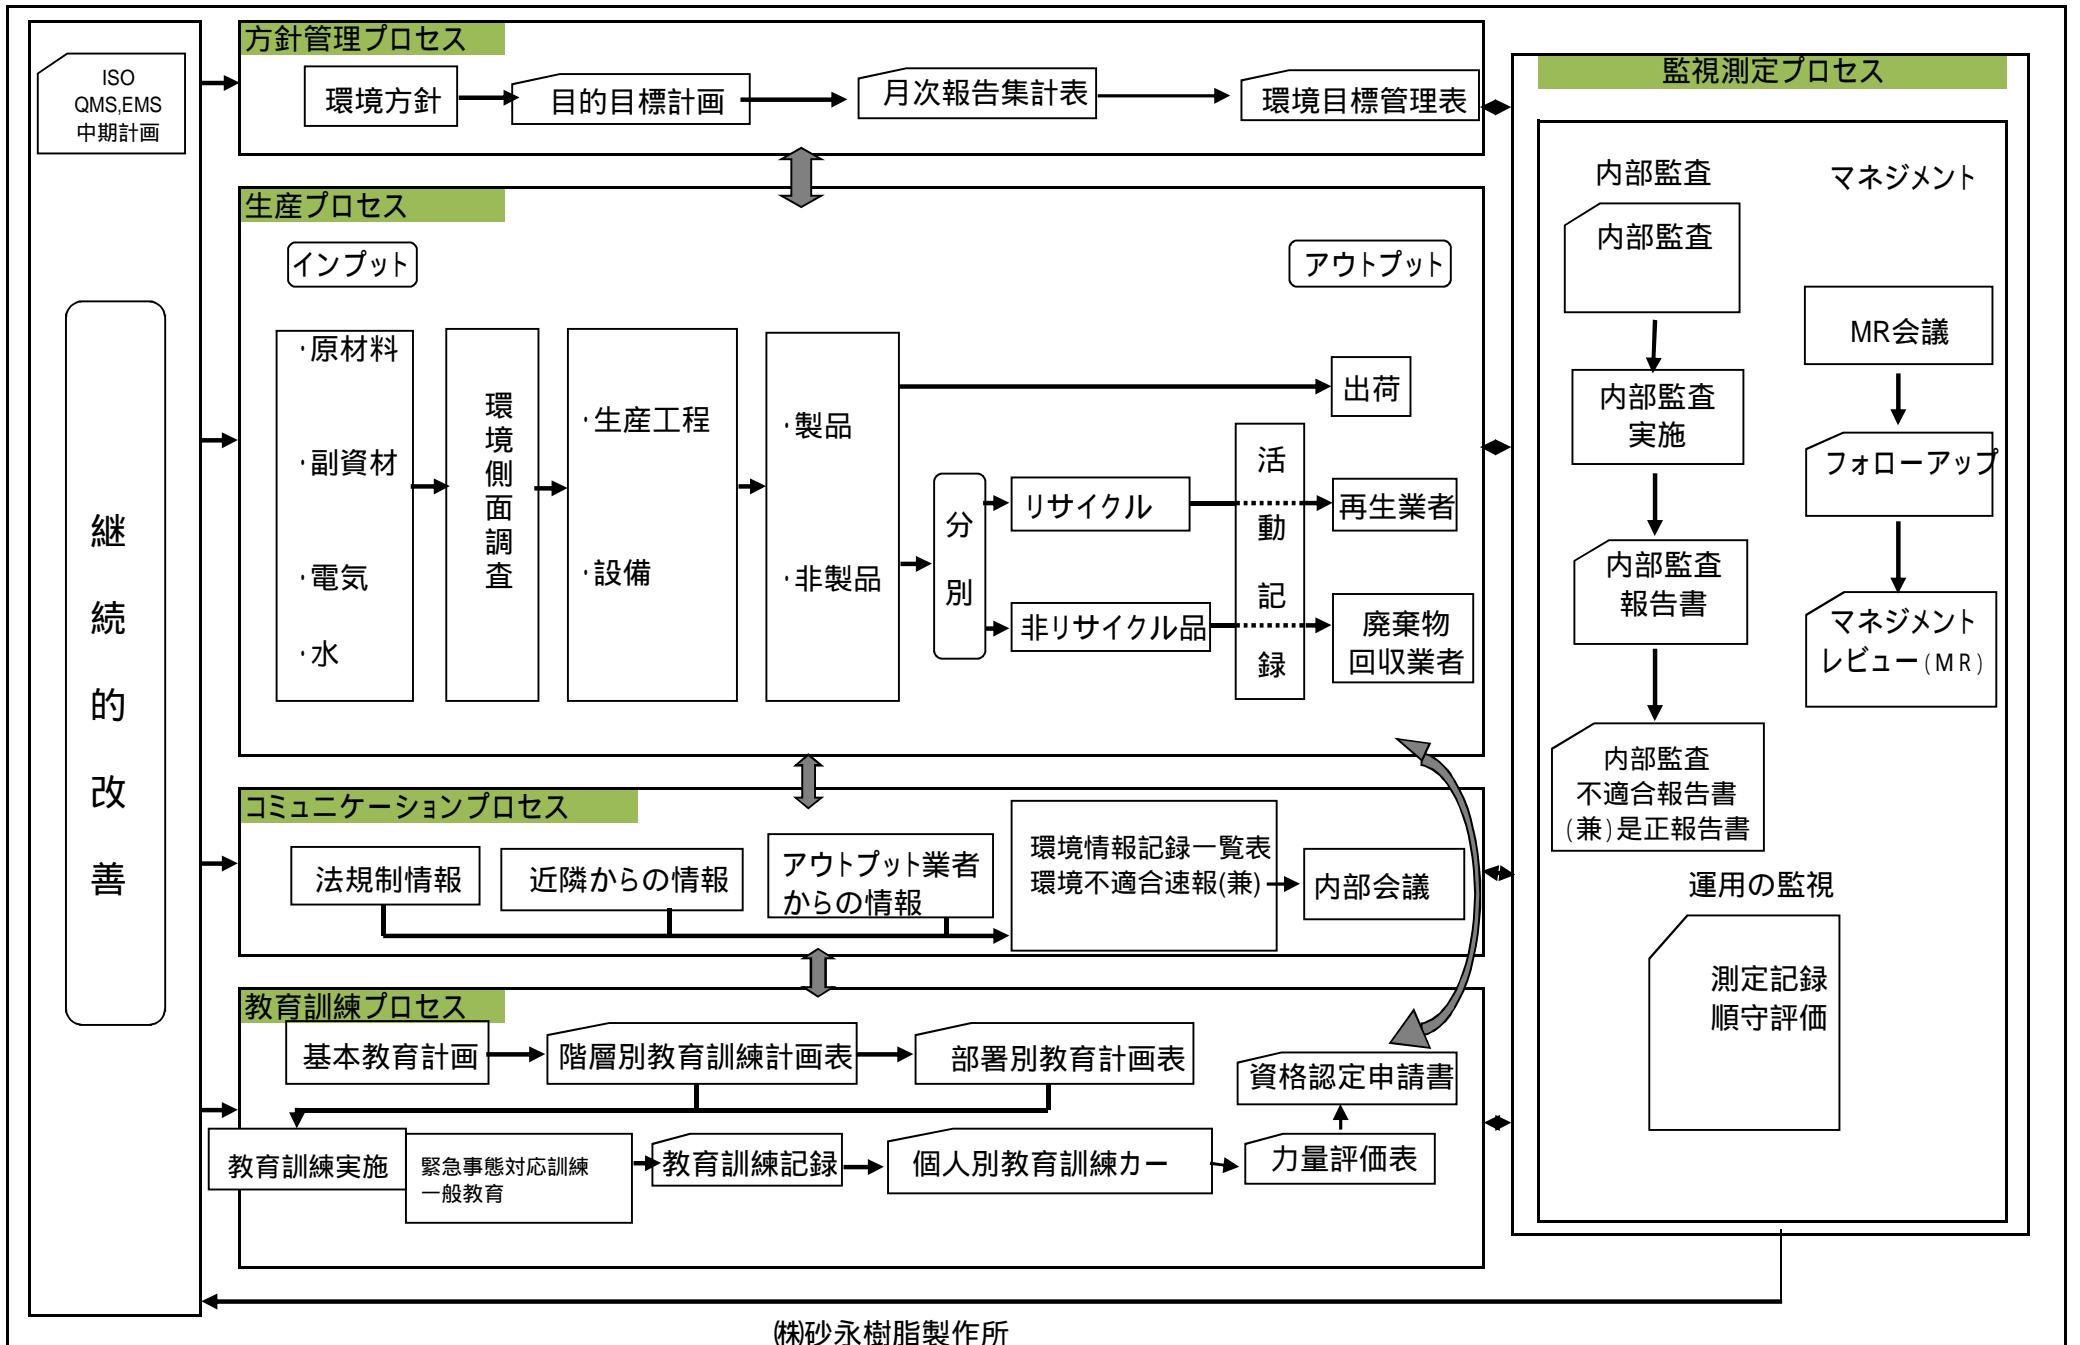 ISO
QMS,EMS
中期計画
継
続
的
改
善
方針管理プロセス
環境方針
目的目標計画
月次報告集計表
環境目標管理表
生産プロセス
インプット
アウトプット
・原材料
・副資材
・電気
・水
環
境
側
面
調
査
・生産工程
・設備
・製品
・非製品
分
別
リサイクル
非リサイクル品
活
動
記
録
出荷
再生業者
廃棄物
回収業者
コミュニケーションプロセス
法規制情報
近隣からの情報
アウトプット業者
からの情報
環境情報記録一覧表
環境不適合速報(兼)
内部会議
教育訓練プロセス
基本教育計画
階層別教育訓練計画表
部署別教育計画表
資格認定申請書
教育訓練実施
緊急事態対応訓練
一般教育
教育訓練記録
個人別教育訓練カー
力量評価表
監視測定プロセス
内部監査
内部監査
内部監査
実施
内部監査
報告書
内部監査
不適合報告書
(兼)是正報告書
マネジメント
MR会議
フォローアップ
マネジメント
レビュー(MR)
運用の監視
測定記録
順守評価
㈱砂永樹脂製作所